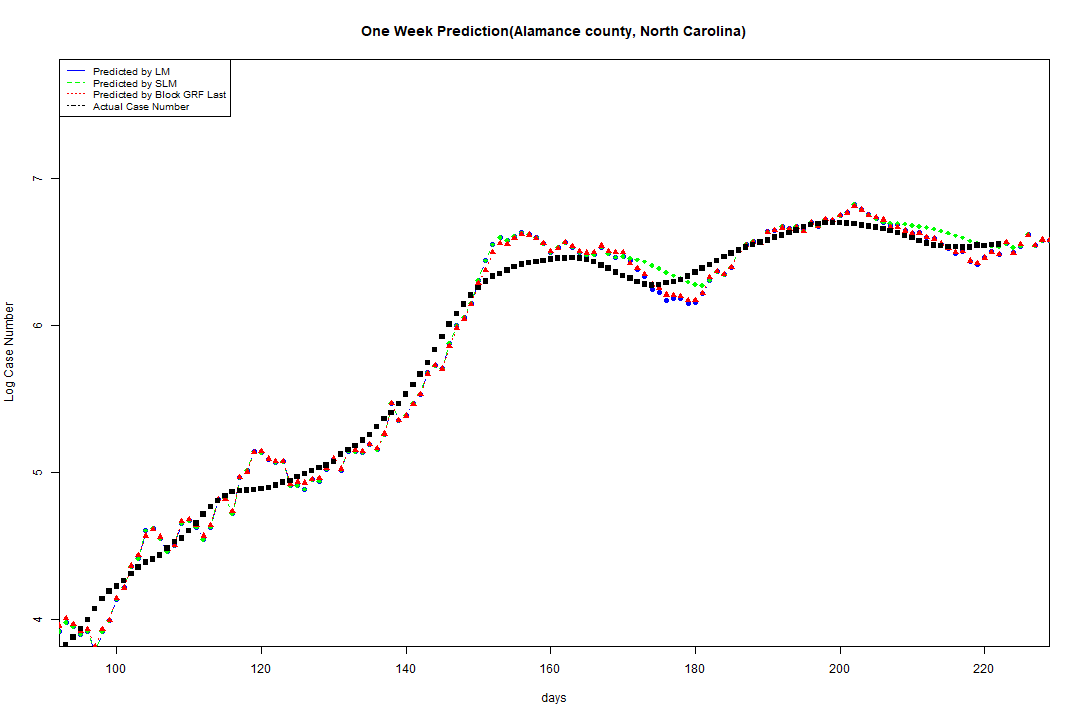 One Week Prediction(Alamance county, North Carolina)
Predicted by LM
Predicted by SLM
Predicted by Block GRF Last
Actual Case Number
7
6
5
4
Log Case Number
100 120 140 160 180 200 220
days